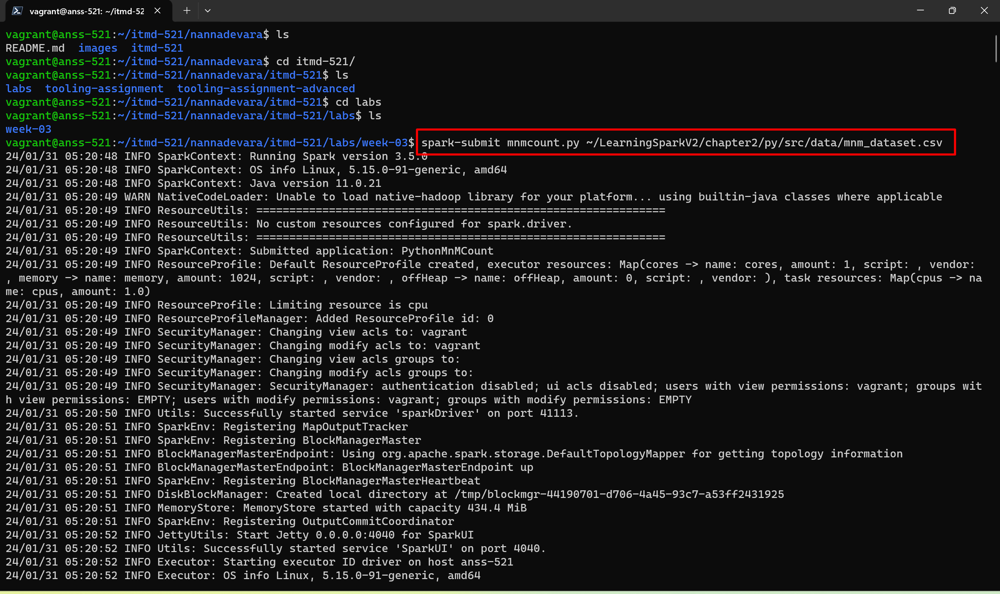 vagrant@anss-521: ~/itmd-52
vagrant@anss-521:~/itmd-521/nannadevara$ ls
README.md  images  itmd-521
vagrant@anss-521:~/itmd-521/nannadevara$ cd itmd-521/
vagrant@anss-521:~/itmd-521/nannadevara/itmd-521$ ls
labs  tooling-assignment  tooling-assignment-advanced
vagrant@anss-521:~/itmd-521/nannadevara/itmd-521$ cd labs
vagrant@anss-521:~/itmd-521/nannadevara/itmd-521/labs$ ls
week-03
vagrant@anss-521:~/itmd-521/nannadevara/itmd-521/labs/week-03$ spark-submit mnmcount.py ~/LearningSparkV2/chapter2/py/src/data/mnm_dataset.csv
24/01/31 05:20:48 INFO SparkContext: Running Spark version 3.5.0
24/01/31 05:20:48 INFO SparkContext: OS info Linux, 5.15.0-91-generic, amd64
24/01/31 05:20:48 INFO SparkContext: Java version 11.0.21
24/01/31 05:20:49 WARN NativeCodeLoader: Unable to load native-hadoop library for your platform... using builtin-java classes where applicable
24/01/31 05:20:49 INFO ResourceUtils: ==============================================================
24/01/31 05:20:49 INFO ResourceUtils: No custom resources configured for spark.driver.
24/01/31 05:20:49 INFO ResourceUtils: ==============================================================
24/01/31 05:20:49 INFO SparkContext: Submitted application: PythonMnMCount
24/01/31 05:20:49 INFO ResourceProfile: Default ResourceProfile created, executor resources: Map(cores -> name: cores, amount: 1, script: , vendor:
, memory -> name: memory, amount: 1024, script: , vendor: , offHeap -> name: offHeap, amount: 0, script: , vendor: ), task resources: Map(cpus -> na
me: cpus, amount: 1.0)
24/01/31 05:20:49 INFO ResourceProfile: Limiting resource is cpu
24/01/31 05:20:49 INFO ResourceProfileManager: Added ResourceProfile id: 0
24/01/31 05:20:49 INFO SecurityManager: Changing view acls to: vagrant
24/01/31 05:20:49 INFO SecurityManager: Changing modify acls to: vagrant
24/01/31 05:20:49 INFO SecurityManager: Changing view acls groups to:
24/01/31 05:20:49 INFO SecurityManager: Changing modify acls groups to:
24/01/31 05:20:49 INFO SecurityManager: SecurityManager: authentication disabled; ui acls disabled; users with view permissions: vagrant; groups wit
h view permissions: EMPTY; users with modify permissions: vagrant; groups with modify permissions: EMPTY
24/01/31 05:20:50 INFO Utils: Successfully started service 'sparkDriver' on port 41113.
24/01/31 05:20:51 INFO SparkEnv: Registering MapOutputTracker
24/01/31 05:20:51 INFO SparkEnv: Registering BlockManagerMaster
24/01/31 05:20:51 INFO BlockManagerMasterEndpoint: Using org.apache.spark.storage.DefaultTopologyMapper for getting topology information
24/01/31 05:20:51 INFO BlockManagerMasterEndpoint: BlockManagerMasterEndpoint up
24/01/31 05:20:51 INFO SparkEnv: Registering BlockManagerMasterHeartbeat
24/01/31 05:20:51 INFO DiskBlockManager: Created local directory at /tmp/blockmgr-44190701-d706-4a45-93c7-a53ff2431925
24/01/31 05:20:51 INFO MemoryStore: MemoryStore started with capacity 434.4 MiB
24/01/31 05:20:51 INFO SparkEnv: Registering OutputCommitCoordinator
24/01/31 05:20:52 INFO JettyUtils: Start Jetty 0.0.0.0:4040 for SparkUI
24/01/31 05:20:52 INFO Utils: Successfully started service 'SparkUI' on port 4040.
24/01/31 05:20:52 INFO Executor: Starting executor ID driver on host anss-521
24/01/31 05:20:52 INFO Executor: OS info Linux, 5.15.0-91-generic, amd64